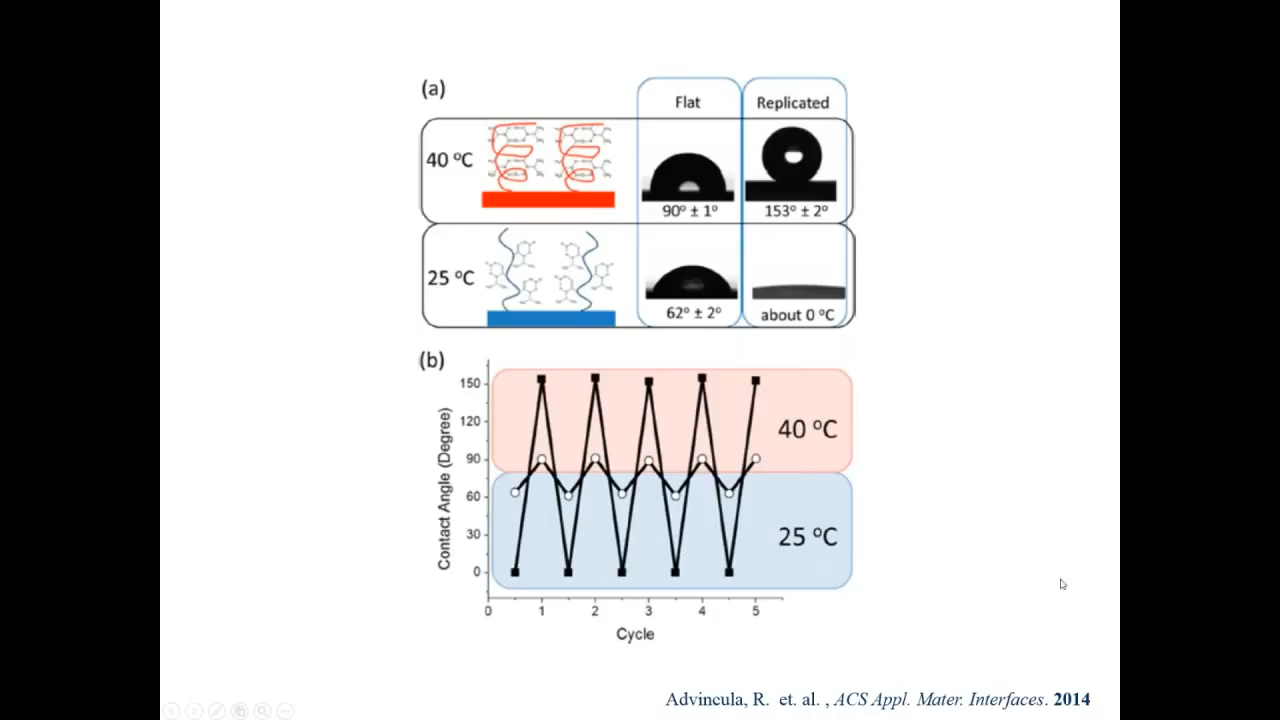 (a)
Flat
Replicated
40 ºC
90º ± 1º
153º ± 2º
25 ºC
62º ± 2º
about 0 ºC
(b)
Contact Angle (Degree)
150
120
90
60
30
0
40 ºC
25 ºC
0 1 2 3 4 5
Cycle
Advincula, R. et. al. , ACS Appl. Mater. Interfaces. 2014